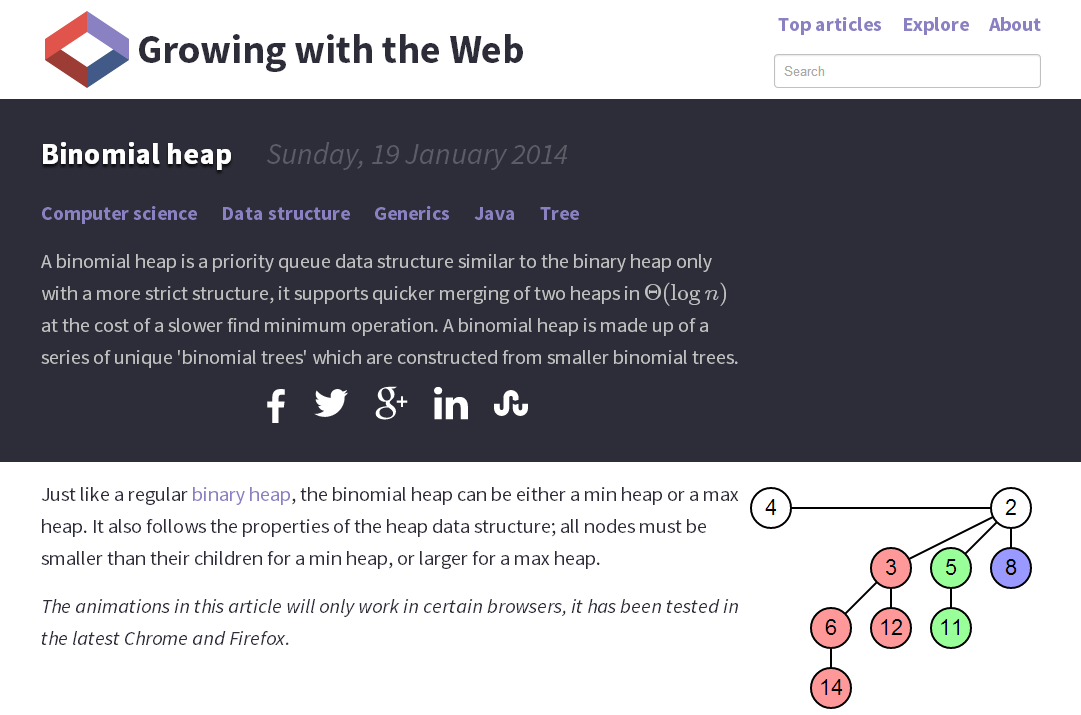 Growing with the Web
Top articles Explore About
Search
Binomial heap Sunday, 19 January 2014
Computer science Data structure Generics Java Tree
A binomial heap is a priority queue data structure similar to the binary heap only
with a more strict structure, it supports quicker merging of two heaps in Θ(log n)
at the cost of a slower find minimum operation. A binomial heap is made up of a
series of unique 'binomial trees' which are constructed from smaller binomial trees.
Just like a regular binary heap, the binomial heap can be either a min heap or a max
heap. It also follows the properties of the heap data structure; all nodes must be
smaller than their children for a min heap, or larger for a max heap.
The animations in this article will only work in certain browsers, it has been tested in
the latest Chrome and Firefox.
4 2
3 5 8
6 12 11
14